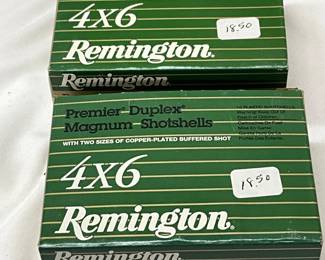 4X6
18.50
Remington.
Remington
Premier Duplex
Magnum Shotshells
WITH TWO SIZES OF COPPER-PLATED BUFFERED SHOT
4X6
18.50
Remington.
Remington